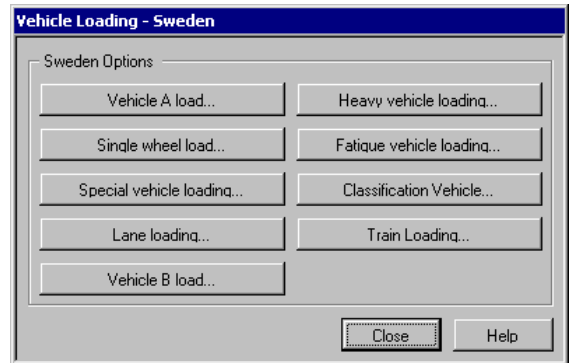 Vehicle Loading - Sweden
Sweden Options
Vehicle A load...
Heavy vehicle loading...
Single wheel load...
Fatigue vehicle loading...
Special vehicle loading...
Classification Vehicle...
Lane loading...
Train Loading...
Vehicle B load...
Close
Help